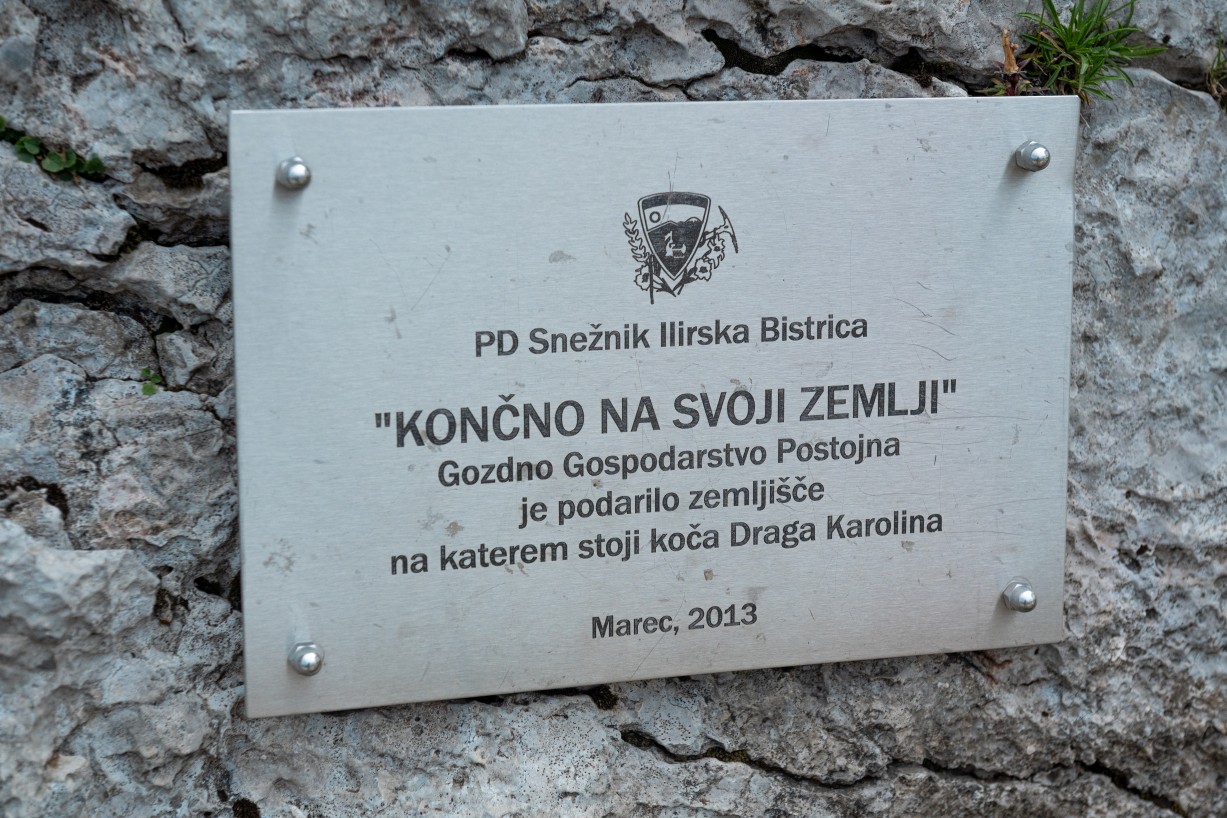 PD Snežnik Ilirska Bistrica
"KONČNO NA SVOJI ZEMLJI"
Gozdno Gospodarstvo Postojna
je podarilo zemljišče
na katerem stoji koča Draga Karolina
Marec, 2013